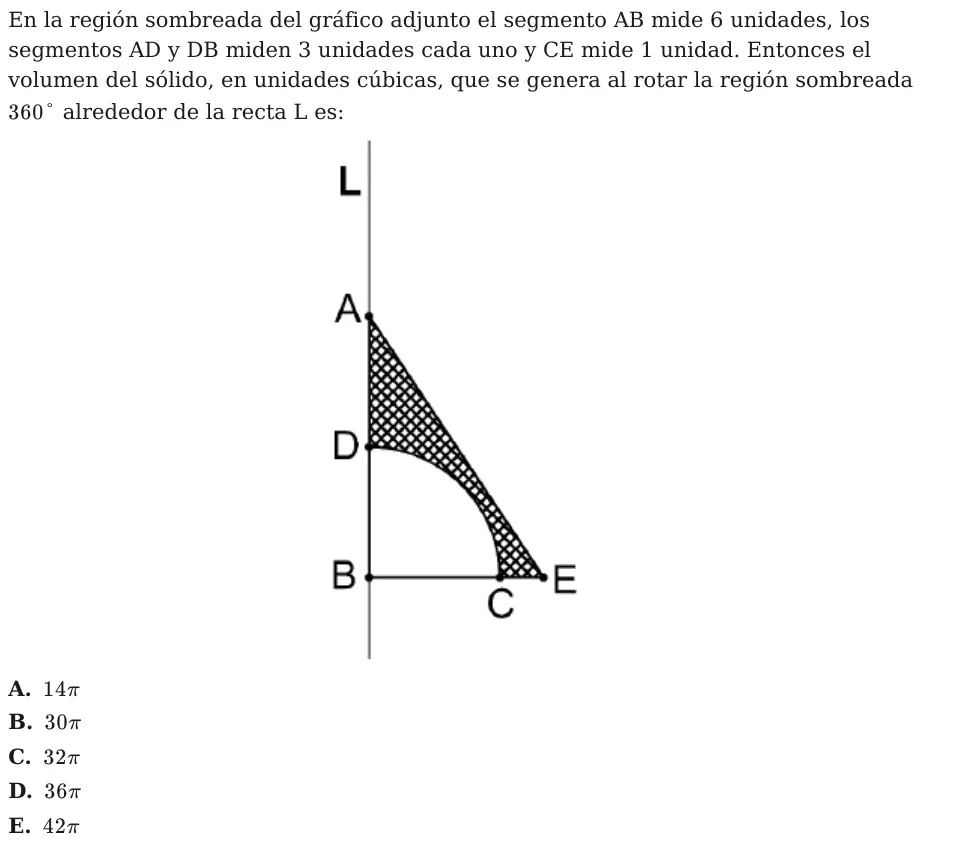 En la región sombreada del gráfico adjunto el segmento AB mide 6 unidades, los
segmentos AD y DB miden 3 unidades cada uno y CE mide 1 unidad. Entonces el
volumen del sólido, en unidades cúbicas, que se genera al rotar la región sombreada
360° alrededor de la recta L es:
L
A
D
B
E
C
A. 14π
B. 30π
C. 32π
D. 36π
E. 42π